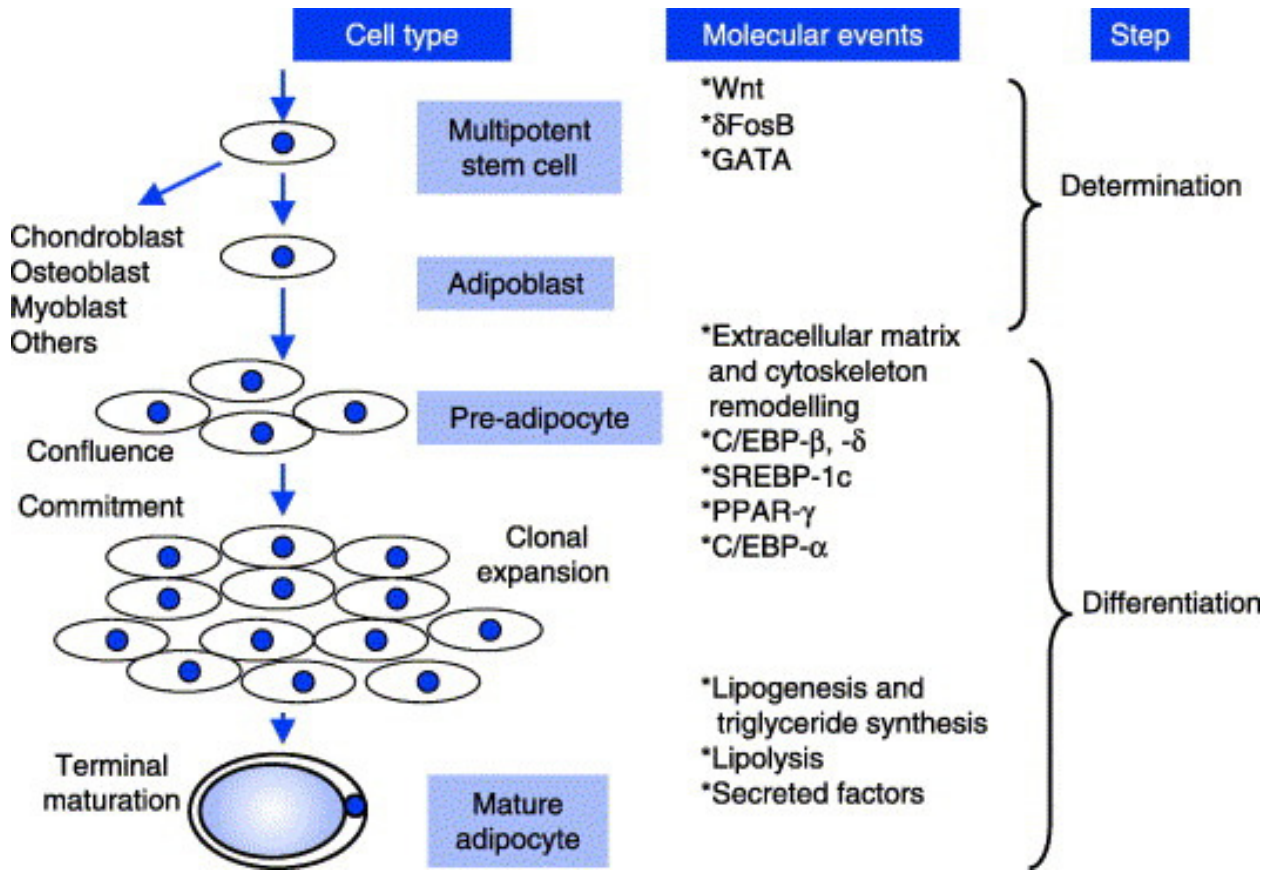 Cell type
Molecular events
Step
Multipotent
stem cell
*Wnt
*δFosB
*GATA
Determination
Chondroblast
Osteoblast
Myoblast
Others
Adipoblast
*Extracellular matrix
and cytoskeleton
remodelling
*C/EBP-β, -δ
*SREBP-1c
*PPAR-γ
*C/EBP-α
Pre-adipocyte
Confluence
Commitment
Clonal
expansion
Differentiation
*Lipogenesis and
triglyceride synthesis
*Lipolysis
*Secreted factors
Terminal
maturation
Mature
adipocyte